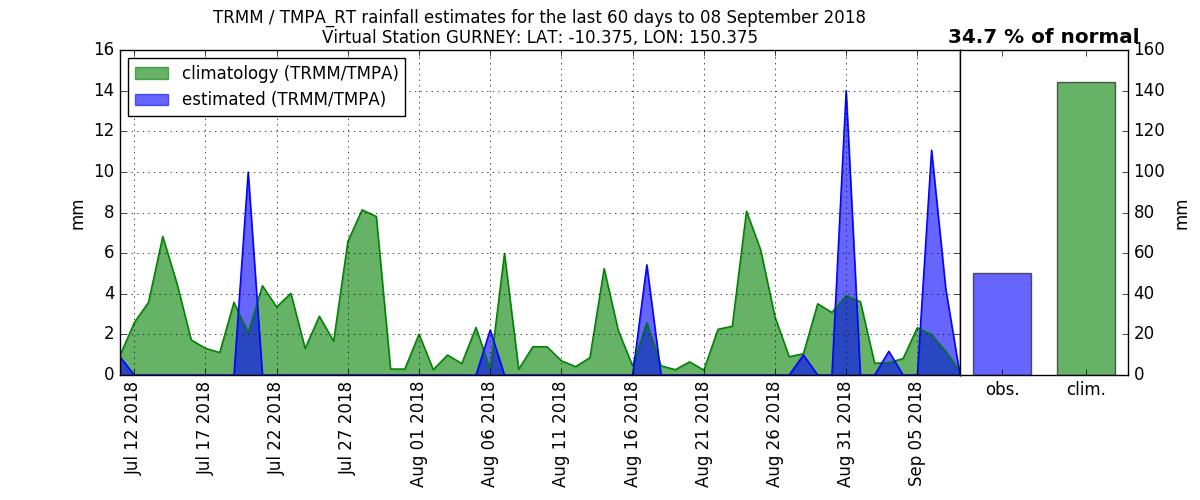 TRMM / TMPA_RT rainfall estimates for the last 60 days to 08 September 2018
Virtual Station GURNEY: LAT: -10.375, LON: 150.375
34.7 % of normal
climatology (TRMM/TMPA)
estimated (TRMM/TMPA)
mm
16
14
12
10
8
6
4
2
0
Jul 12 2018
Jul 17 2018
Jul 22 2018
Jul 27 2018
Aug 01 2018
Aug 06 2018
Aug 11 2018
Aug 16 2018
Aug 21 2018
Aug 26 2018
Aug 31 2018
Sep 05 2018
obs.
clim.
160
140
120
100
80
60
40
20
0
mm